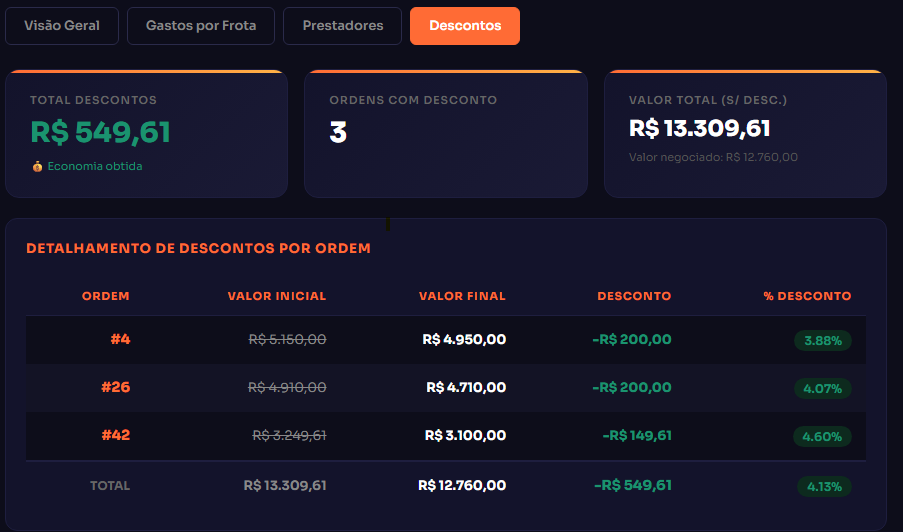 Visão Geral Gastos por Frota Prestadores Descontos
TOTAL DESCONTOS
R$ 549,61
Economia obtida
ORDENS COM DESCONTO
3
VALOR TOTAL (S/ DESC.)
R$ 13.309,61
Valor negociado: R$ 12.760,00
DETALHAMENTO DE DESCONTOS POR ORDEM
ORDEM VALOR INICIAL VALOR FINAL DESCONTO % DESCONTO
#4 R$ 5.150,00 R$ 4.950,00 -R$ 200,00 3.88%
#26 R$ 4.910,00 R$ 4.710,00 -R$ 200,00 4.07%
#42 R$ 3.249,61 R$ 3.100,00 -R$ 149,61 4.60%
TOTAL R$ 13.309,61 R$ 12.760,00 -R$ 549,61 4.13%